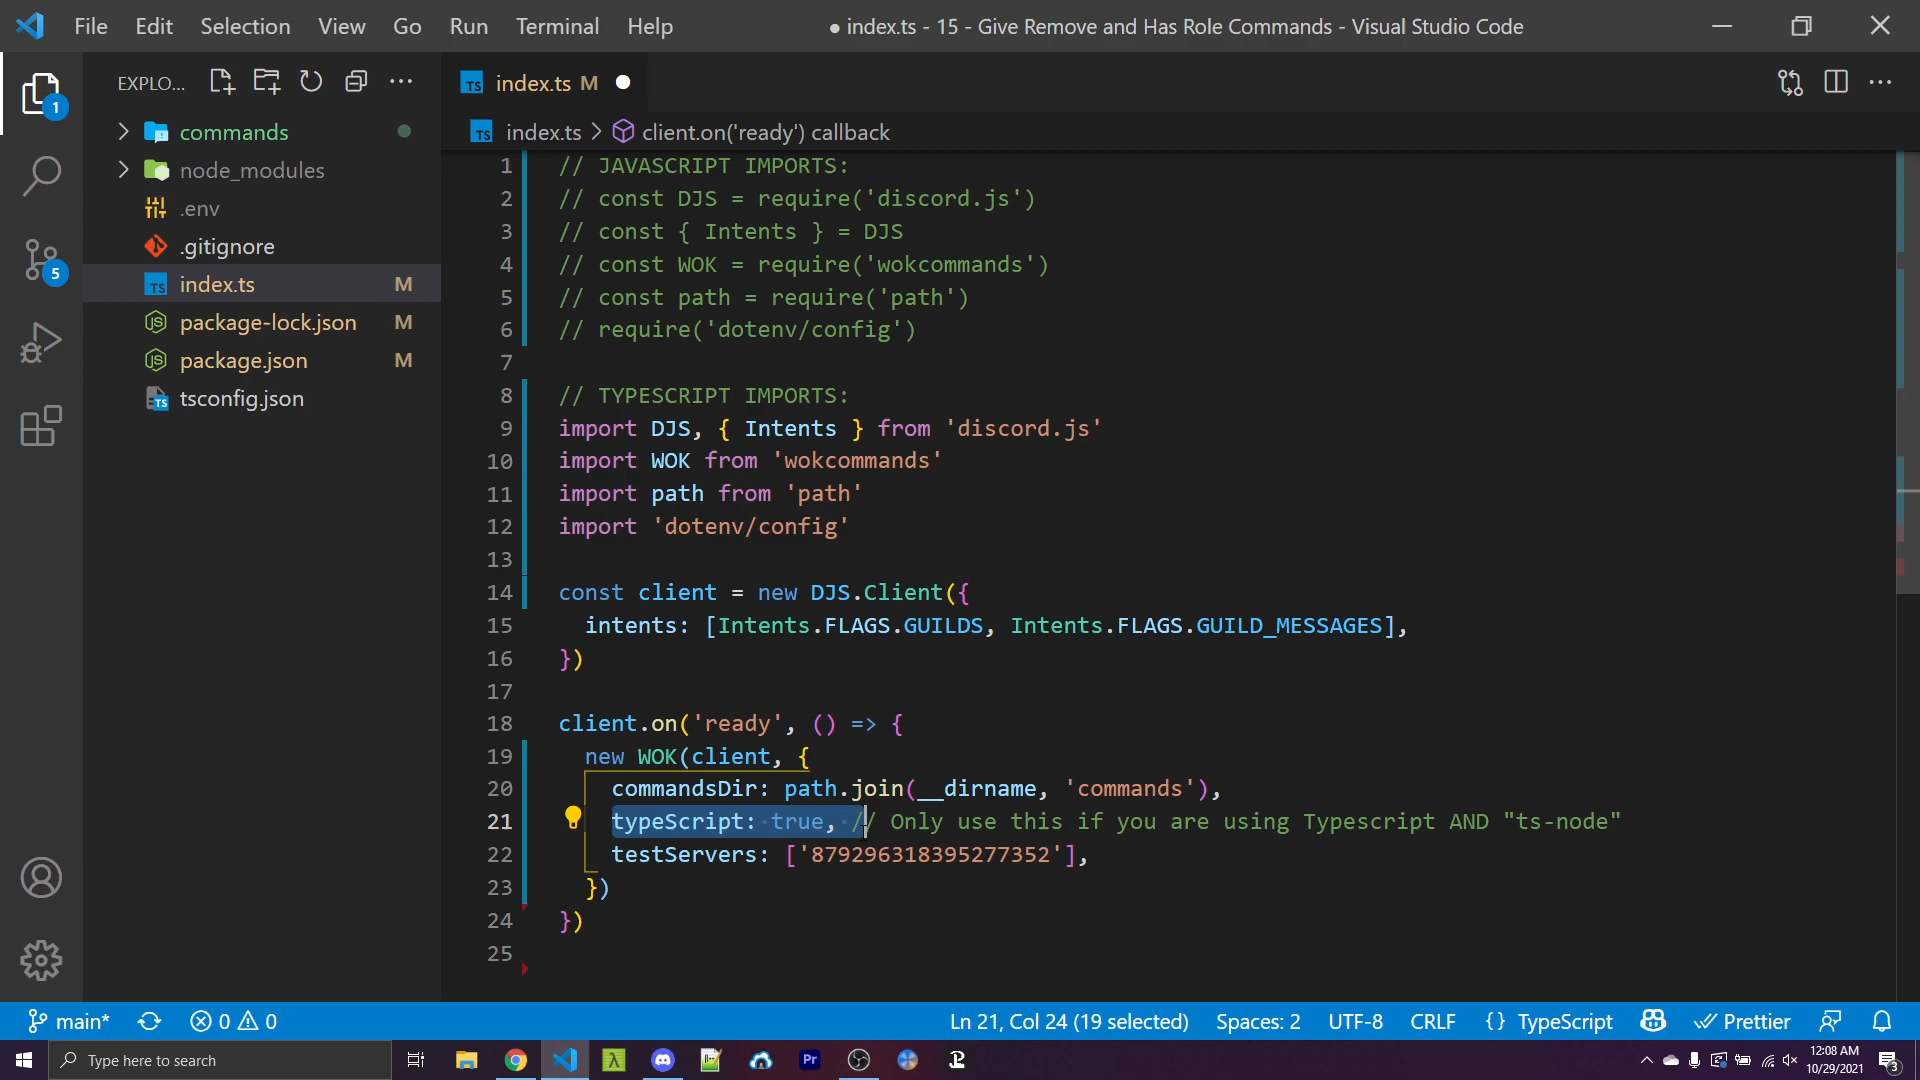 File Edit Selection View Go Run Terminal Help
● index.ts - 15 - Give Remove and Has Role Commands - Visual Studio Code
EXPLO...
1
commands
node_modules
.env
.gitignore
index.ts M
package-lock.json M
package.json M
tsconfig.json
5
TS index.ts M
TS index.ts > client.on('ready') callback
1 // JAVASCRIPT IMPORTS:
2 // const DJS = require('discord.js')
3 // const { Intents } = DJS
4 // const WOK = require('wokcommands')
5 // const path = require('path')
6 // require('dotenv/config')
7
8 // TYPESCRIPT IMPORTS:
9 import DJS, { Intents } from 'discord.js'
10 import WOK from 'wokcommands'
11 import path from 'path'
12 import 'dotenv/config'
13
14 const client = new DJS.Client({
15 intents: [Intents.FLAGS.GUILDS, Intents.FLAGS.GUILD_MESSAGES],
16 })
17
18 client.on('ready', () => {
19 new WOK(client, {
20 commandsDir: path.join(__dirname, 'commands'),
21 typeScript: true, // Only use this if you are using Typescript AND "ts-node"
22 testServers: ['879296318395277352'],
23 })
24 })
25
main* 0 0 Ln 21, Col 24 (19 selected) Spaces: 2 UTF-8 CRLF {} TypeScript Prettier
Type here to search
Pr
12:08 AM
10/29/2021
3